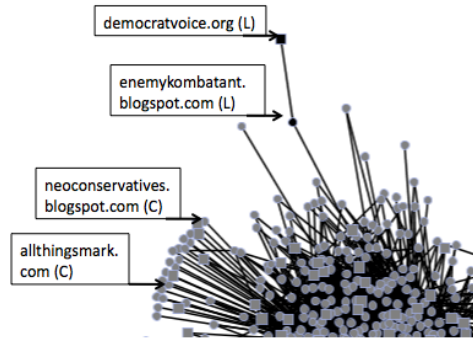 democratvoice.org (L)
enemykombatant.
blogspot.com (L)
neoconservatives.
blogspot.com (C)
allthingsmark.
com (C)